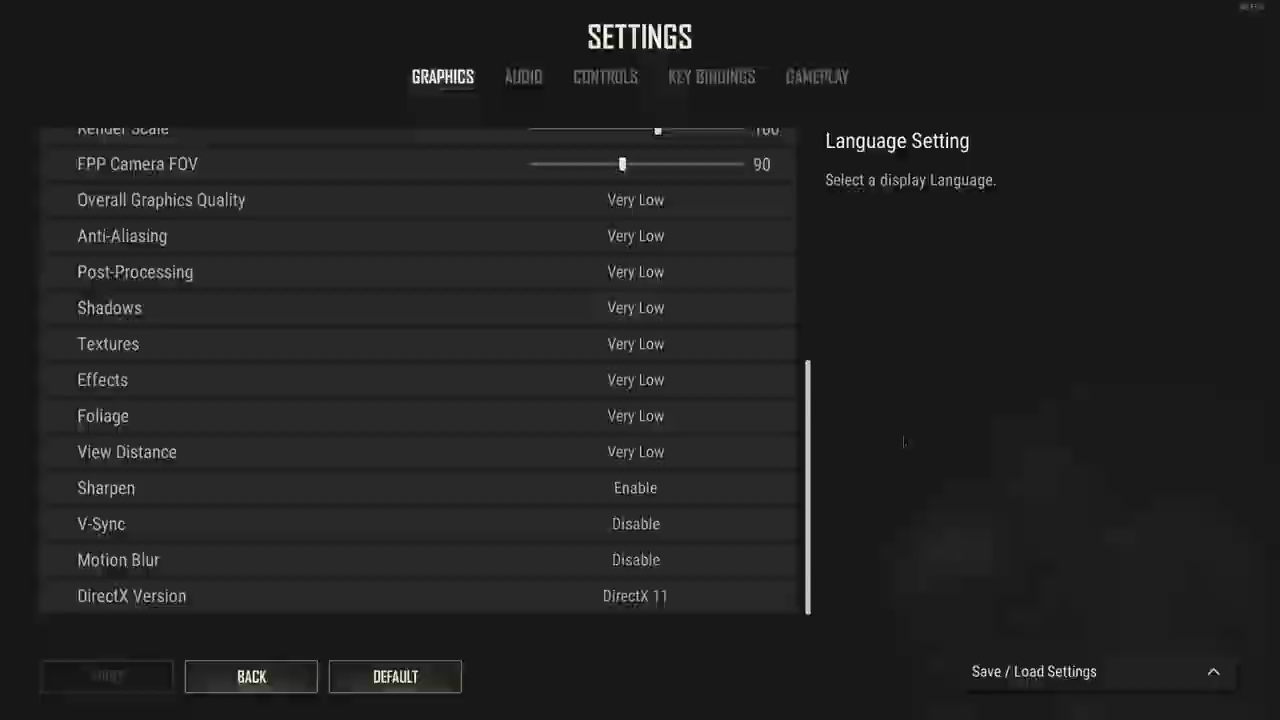 SETTINGS
GRAPHICS AUDIO CONTROLS KEY BINDINGS GAMEPLAY
Render Scale 100
FPP Camera FOV 90
Overall Graphics Quality Very Low
Anti-Aliasing Very Low
Post-Processing Very Low
Shadows Very Low
Textures Very Low
Effects Very Low
Foliage Very Low
View Distance Very Low
Sharpen Enable
V-Sync Disable
Motion Blur Disable
DirectX Version DirectX 11
Language Setting
Select a display Language.
BACK DEFAULT
Save / Load Settings